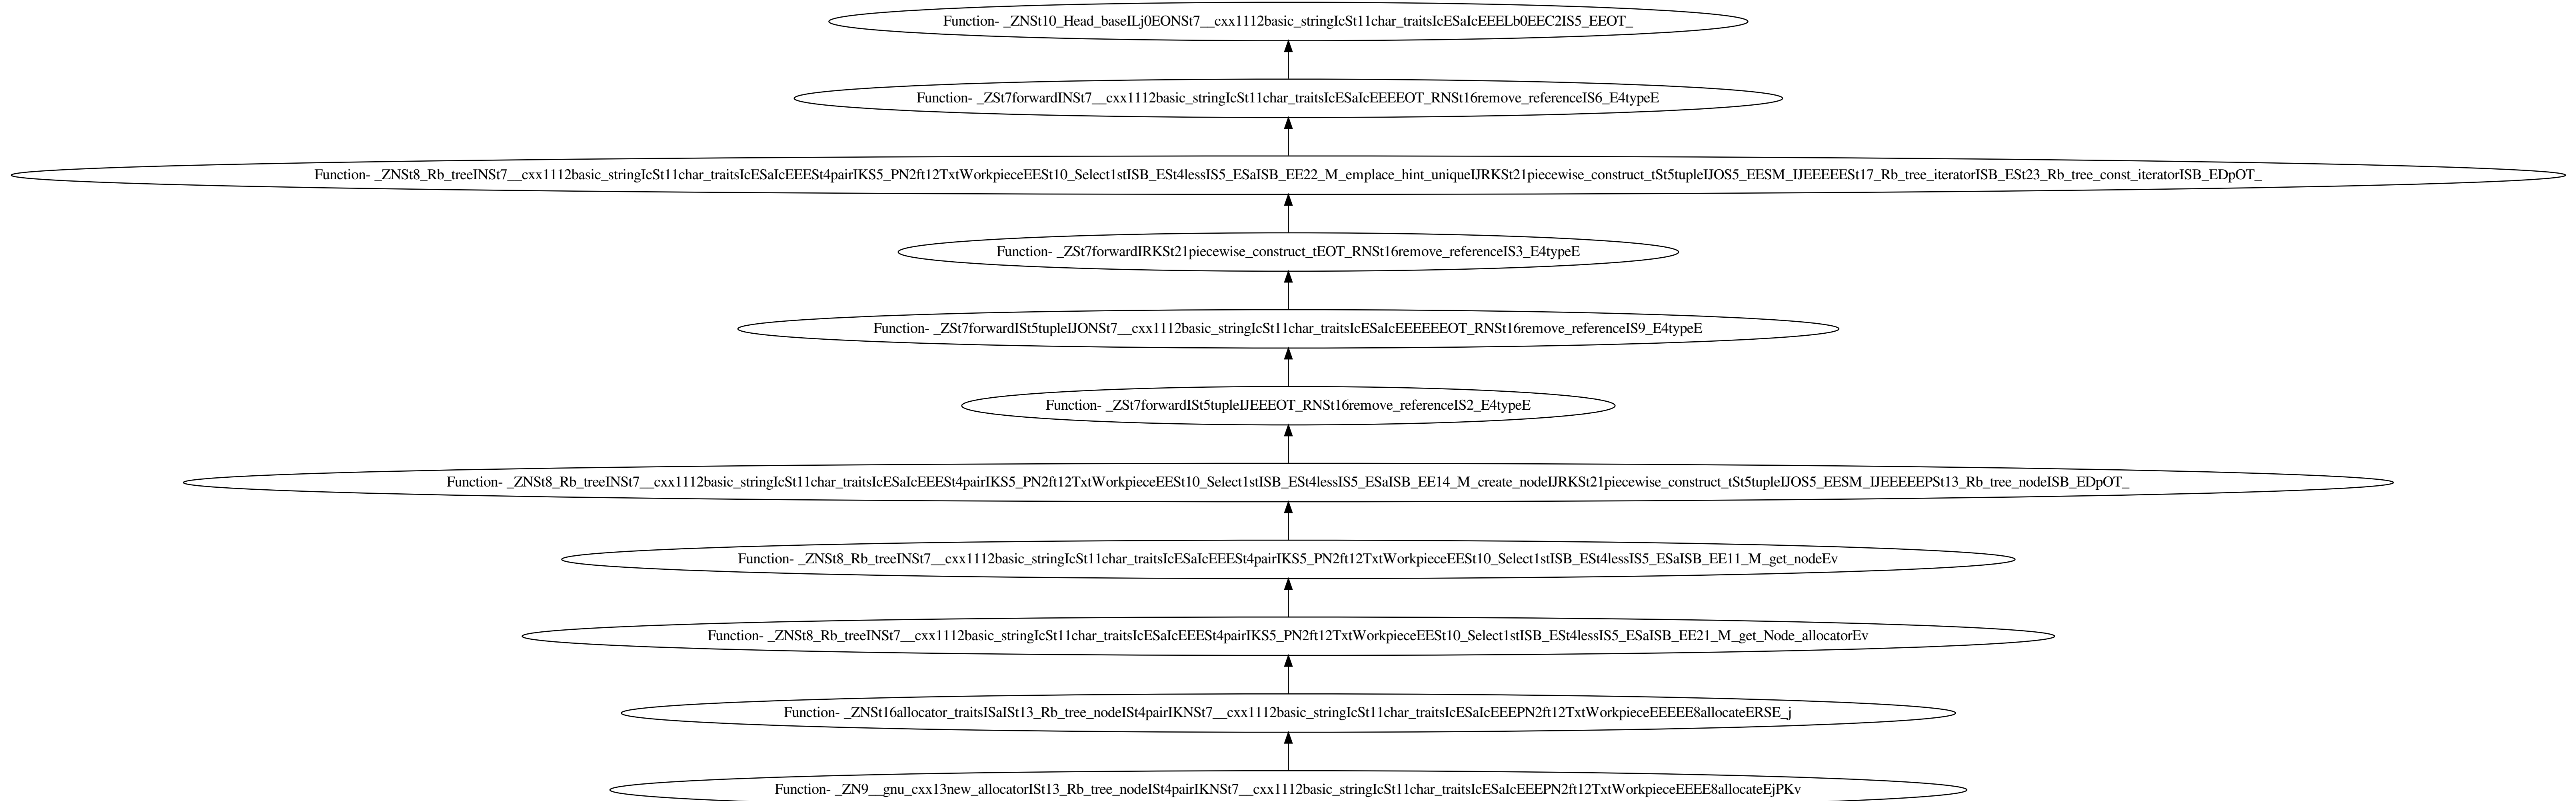 Function- _ZNSt10_Head_baseILj0EONSt7__cxx1112basic_stringIcSt11char_traitsIcESaIcEEELb0EEC2IS5_EEOT_
Function- _ZSt7forwardINSt7__cxx1112basic_stringIcSt11char_traitsIcESaIcEEEEOT_RNSt16remove_referenceIS6_E4typeE
Function- _ZNSt8_Rb_treeINSt7__cxx1112basic_stringIcSt11char_traitsIcESaIcEEESt4pairIKS5_PN2ft12TxtWorkpieceEESt10_Select1stISB_ESt4lessIS5_ESaISB_EE22_M_emplace_hint_uniqueIJRKSt21piecewise_construct_tSt5tupleIJOS5_EESM_IJEEEEESt17_Rb_tree_iteratorISB_ESt23_Rb_tree_const_iteratorISB_EDpOT_
Function- _ZSt7forwardIRKSt21piecewise_construct_tEOT_RNSt16remove_referenceIS3_E4typeE
Function- _ZSt7forwardISt5tupleIJONSt7__cxx1112basic_stringIcSt11char_traitsIcESaIcEEEEEEOT_RNSt16remove_referenceIS9_E4typeE
Function- _ZSt7forwardISt5tupleIJEEEOT_RNSt16remove_referenceIS2_E4typeE
Function- _ZNSt8_Rb_treeINSt7__cxx1112basic_stringIcSt11char_traitsIcESaIcEEESt4pairIKS5_PN2ft12TxtWorkpieceEESt10_Select1stISB_ESt4lessIS5_ESaISB_EE14_M_create_nodeIJRKSt21piecewise_construct_tSt5tupleIJOS5_EESM_IJEEEEEPSt13_Rb_tree_nodeISB_EDpOT_
Function- _ZNSt8_Rb_treeINSt7__cxx1112basic_stringIcSt11char_traitsIcESaIcEEESt4pairIKS5_PN2ft12TxtWorkpieceEESt10_Select1stISB_ESt4lessIS5_ESaISB_EE11_M_get_nodeEv
Function- _ZNSt8_Rb_treeINSt7__cxx1112basic_stringIcSt11char_traitsIcESaIcEEESt4pairIKS5_PN2ft12TxtWorkpieceEESt10_Select1stISB_ESt4lessIS5_ESaISB_EE21_M_get_Node_allocatorEv
Function- _ZNSt16allocator_traitsISaISt13_Rb_tree_nodeISt4pairIKNSt7__cxx1112basic_stringIcSt11char_traitsIcESaIcEEEPN2ft12TxtWorkpieceEEEEE8allocateERSE_j
Function- _ZN9__gnu_cxx13new_allocatorISt13_Rb_tree_nodeISt4pairIKNSt7__cxx1112basic_stringIcSt11char_traitsIcESaIcEEEPN2ft12TxtWorkpieceEEEE8allocateEjPKv